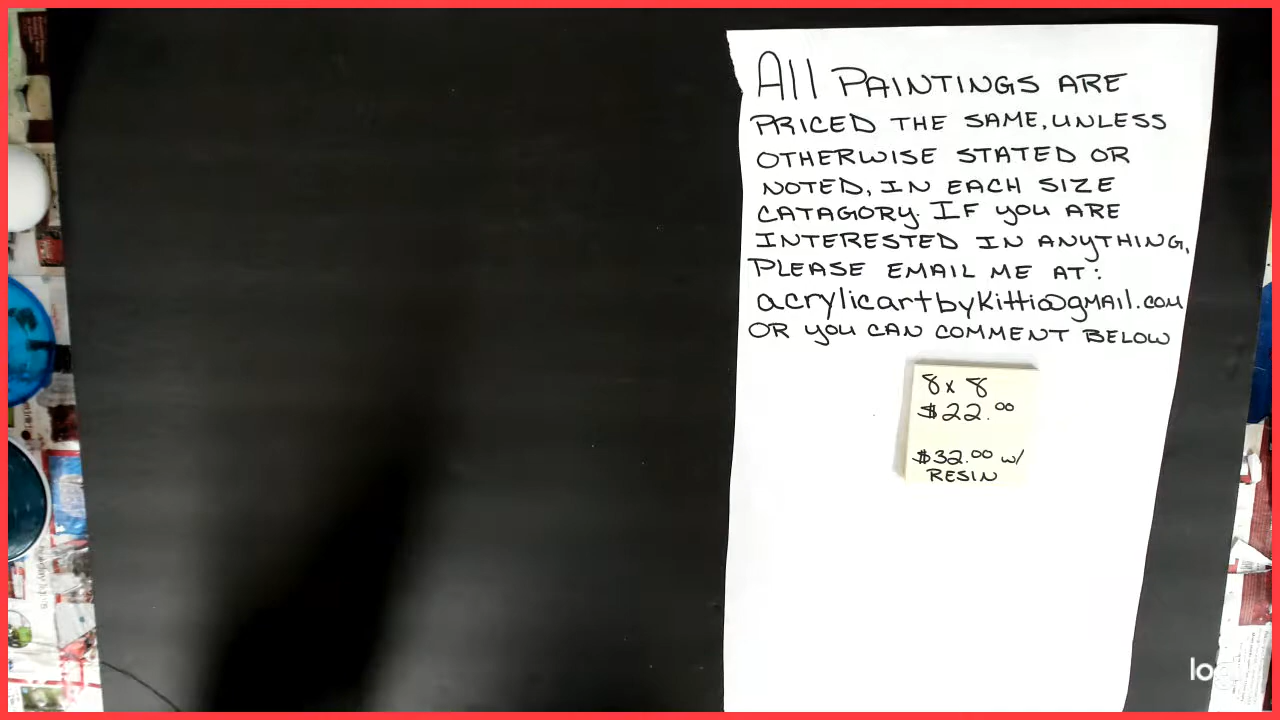 All PAINTINGS ARE
PRICED THE SAME, UNLESS
OTHERWISE STATED OR
NOTED, IN EACH SIZE
CATAGORY. IF YOU ARE
INTERESTED IN ANYTHING,
PLEASE EMAIL ME AT:
acrylicartbykitti@gmail.com
OR YOU CAN COMMENT BELOW
8 x 8
$22.00
$32.00 w/
RESIN